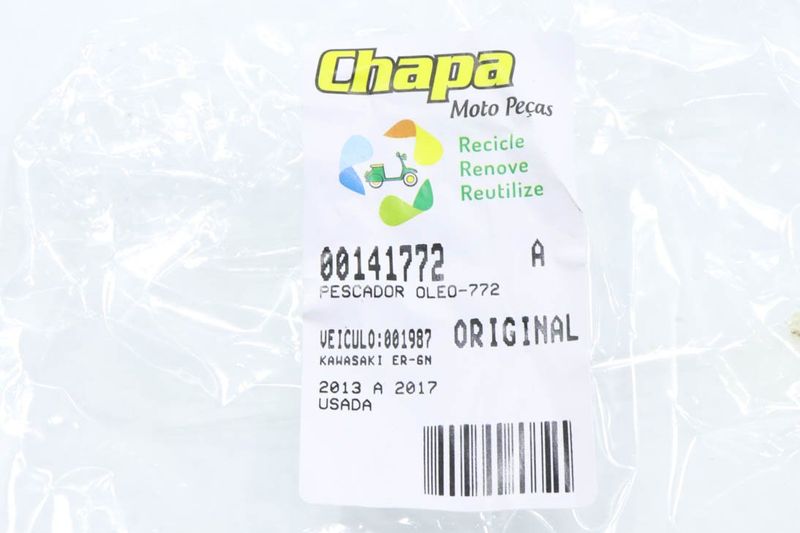 Chapa
Moto Peças
Recicle
Renove
Reutilize
00141772 A
PESCADOR OLEO-772
VEICULO:001987 ORIGINAL
KAWASAKI ER-6N
2013 A 2017
USADA